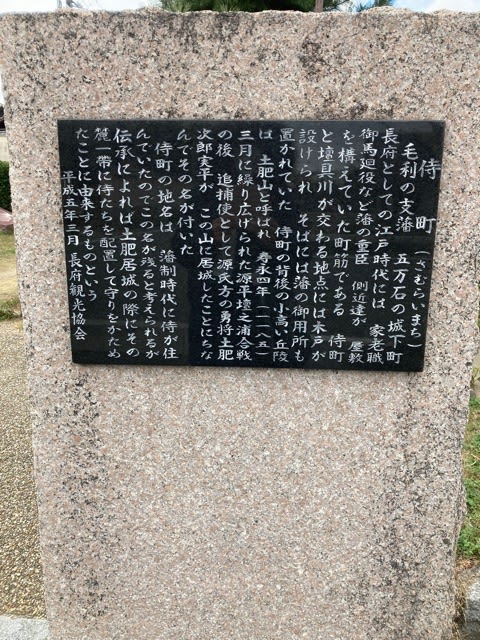 侍町（さむらいまち）
毛利の支藩　五万石の城下町
長府としての江戸時代には　家老職
御馬廻役など藩の重臣　側近達が　屋敷
を構えていた町筋である　侍町
と壇具川が交わる地点には木戸が
設けられ　そばには藩の御用所も
置かれていた　侍町の背後の小高い丘陵
は　土肥山と呼ばれ　寿永四年（一一八五）
三月に繰り広げられた源平壇之浦合戦
の後　追捕使として源氏方の勇将土肥
次郎実平が　この山に居城したことにちな
んでその名が付いた
侍町の地名は　藩制時代に侍が住
んでいたのでこの名が残ると考えられるが
伝承によれば土肥居城の際にその
麓一帯に侍たちを配置して守りをかため
たことに由来するものという
平成五年三月　長府観光協会